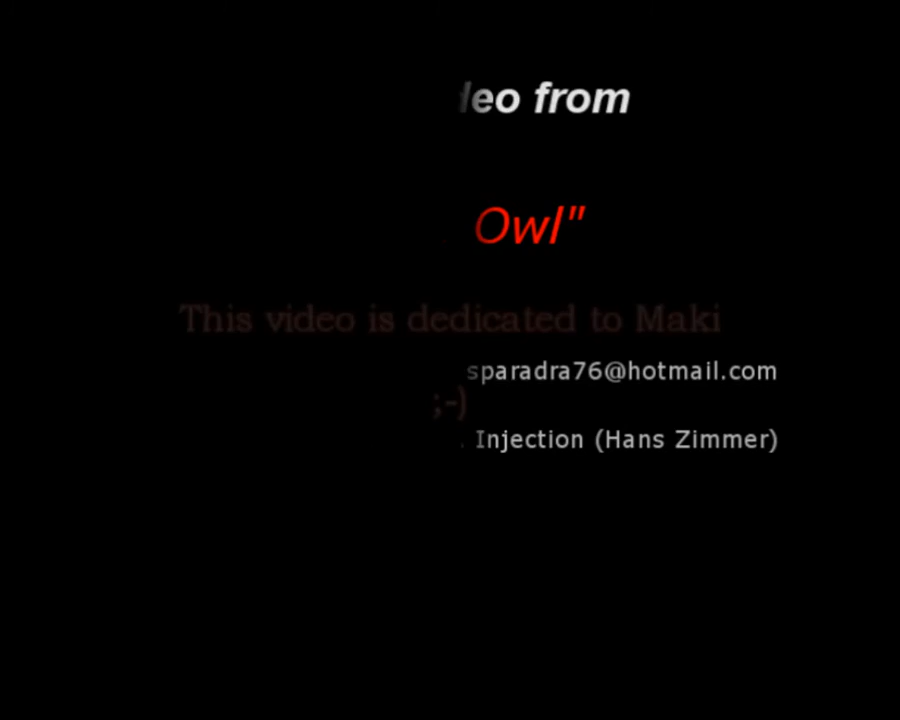 eo from
Owl"
This video is dedicated to Maki
sparadra76@hotmail.com
;-)
Injection (Hans Zimmer)